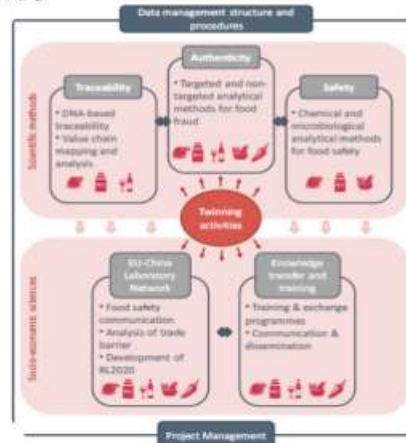 Data management structure and
procedures
Authenticity
• Targeted and non-
targeted analytical
methods for food
fraud
Traceability
• DNA-based
traceability
• Value chain
mapping and
analysis
Safety
• Chemical and
microbiological
analytical methods
for food safety
Scientific methods
Twinning
activities
EU-China
Laboratory
Network
• Food safety
communication
• Analysis of trade
barrier
• Development of
RL2020
Knowledge
transfer and
training
• Training & exchange
programmes
• Communication &
dissemination
Socio-economic sciences
Project Management